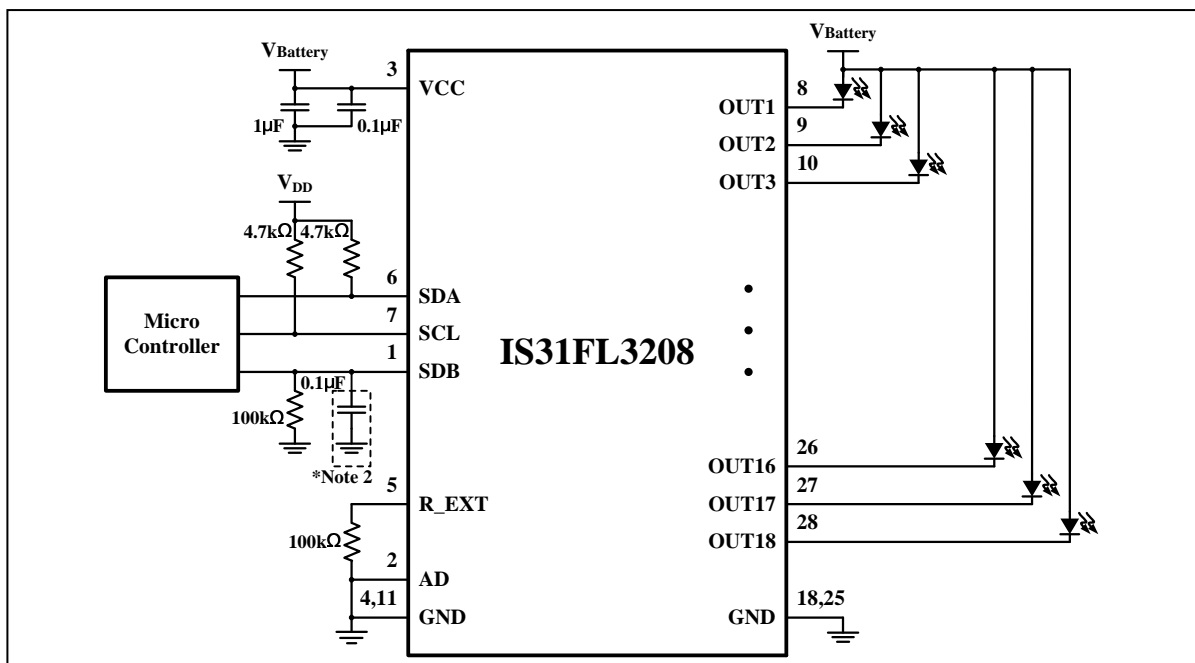 VBattery
3
VCC
1µF
0.1µF
VDD
4.7kΩ
4.7kΩ
Micro
Controller
6
SDA
7
SCL
1
SDB
0.1µF
100kΩ
*Note 2
5
R_EXT
100kΩ
2
AD
4,11
GND
IS31FL3208
VBattery
8
OUT1
9
OUT2
10
OUT3
26
OUT16
27
OUT17
28
OUT18
18,25
GND